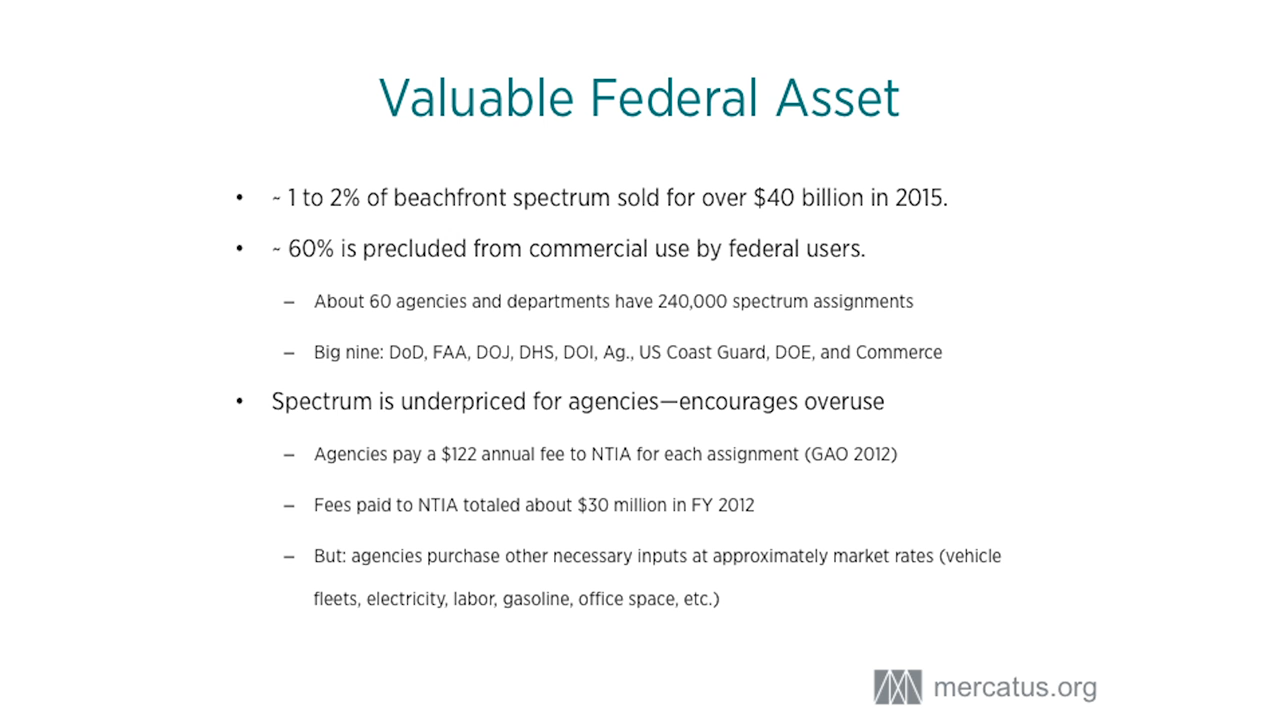 Valuable Federal Asset
• ~ 1 to 2% of beachfront spectrum sold for over $40 billion in 2015.
• ~ 60% is precluded from commercial use by federal users.
– About 60 agencies and departments have 240,000 spectrum assignments
– Big nine: DoD, FAA, DOJ, DHS, DOI, Ag., US Coast Guard, DOE, and Commerce
• Spectrum is underpriced for agencies—encourages overuse
– Agencies pay a $122 annual fee to NTIA for each assignment (GAO 2012)
– Fees paid to NTIA totaled about $30 million in FY 2012
– But: agencies purchase other necessary inputs at approximately market rates (vehicle
fleets, electricity, labor, gasoline, office space, etc.)
mercatus.org